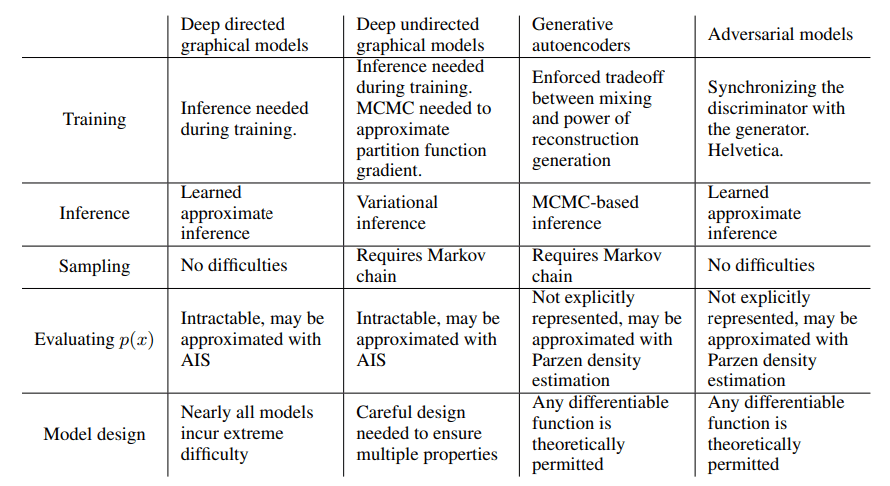 Deep directed
graphical models
Deep undirected
graphical models
Generative
autoencoders
Adversarial models
Training
Inference needed
during training.
Inference needed
during training.
MCMC needed to
approximate
partition function
gradient.
Enforced tradeoff
between mixing
and power of
reconstruction
generation
Synchronizing the
discriminator with
the generator.
Helvetica.
Inference
Learned
approximate
inference
Variational
inference
MCMC-based
inference
Learned
approximate
inference
Sampling
No difficulties
Requires Markov
chain
Requires Markov
chain
No difficulties
Evaluating p(x)
Intractable, may be
approximated with
AIS
Intractable, may be
approximated with
AIS
Not explicitly
represented, may be
approximated with
Parzen density
estimation
Not explicitly
represented, may be
approximated with
Parzen density
estimation
Model design
Nearly all models
incur extreme
difficulty
Careful design
needed to ensure
multiple properties
Any differentiable
function is
theoretically
permitted
Any differentiable
function is
theoretically
permitted